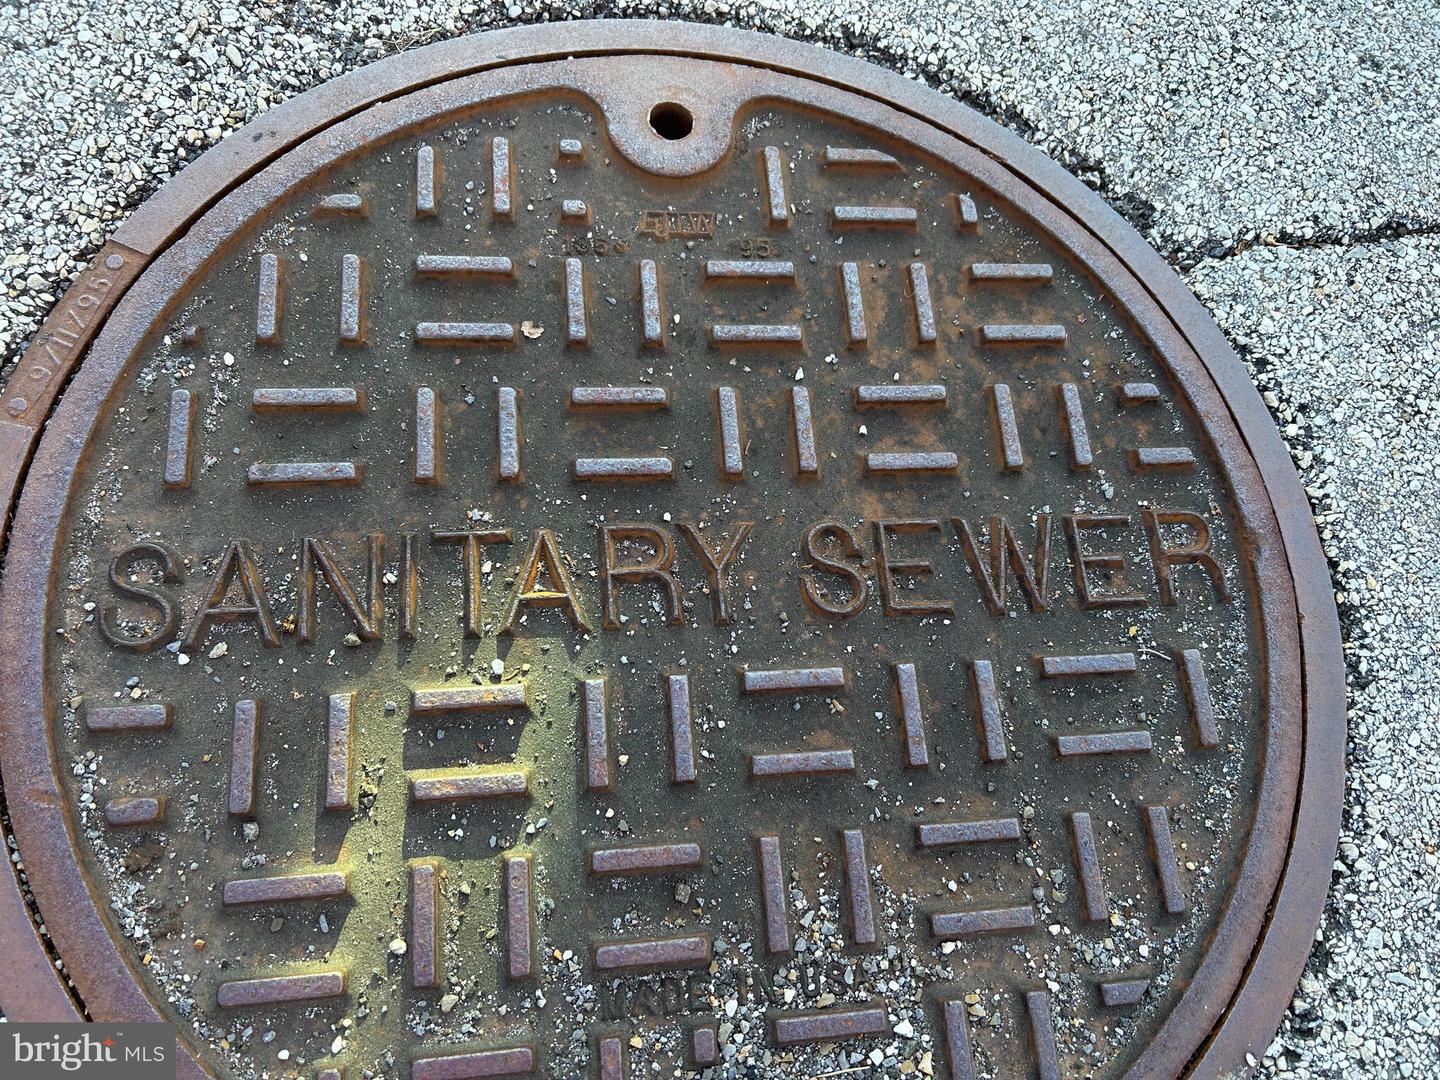 9/11/95
SANITARY SEWER
MADE IN USA
bright MLS